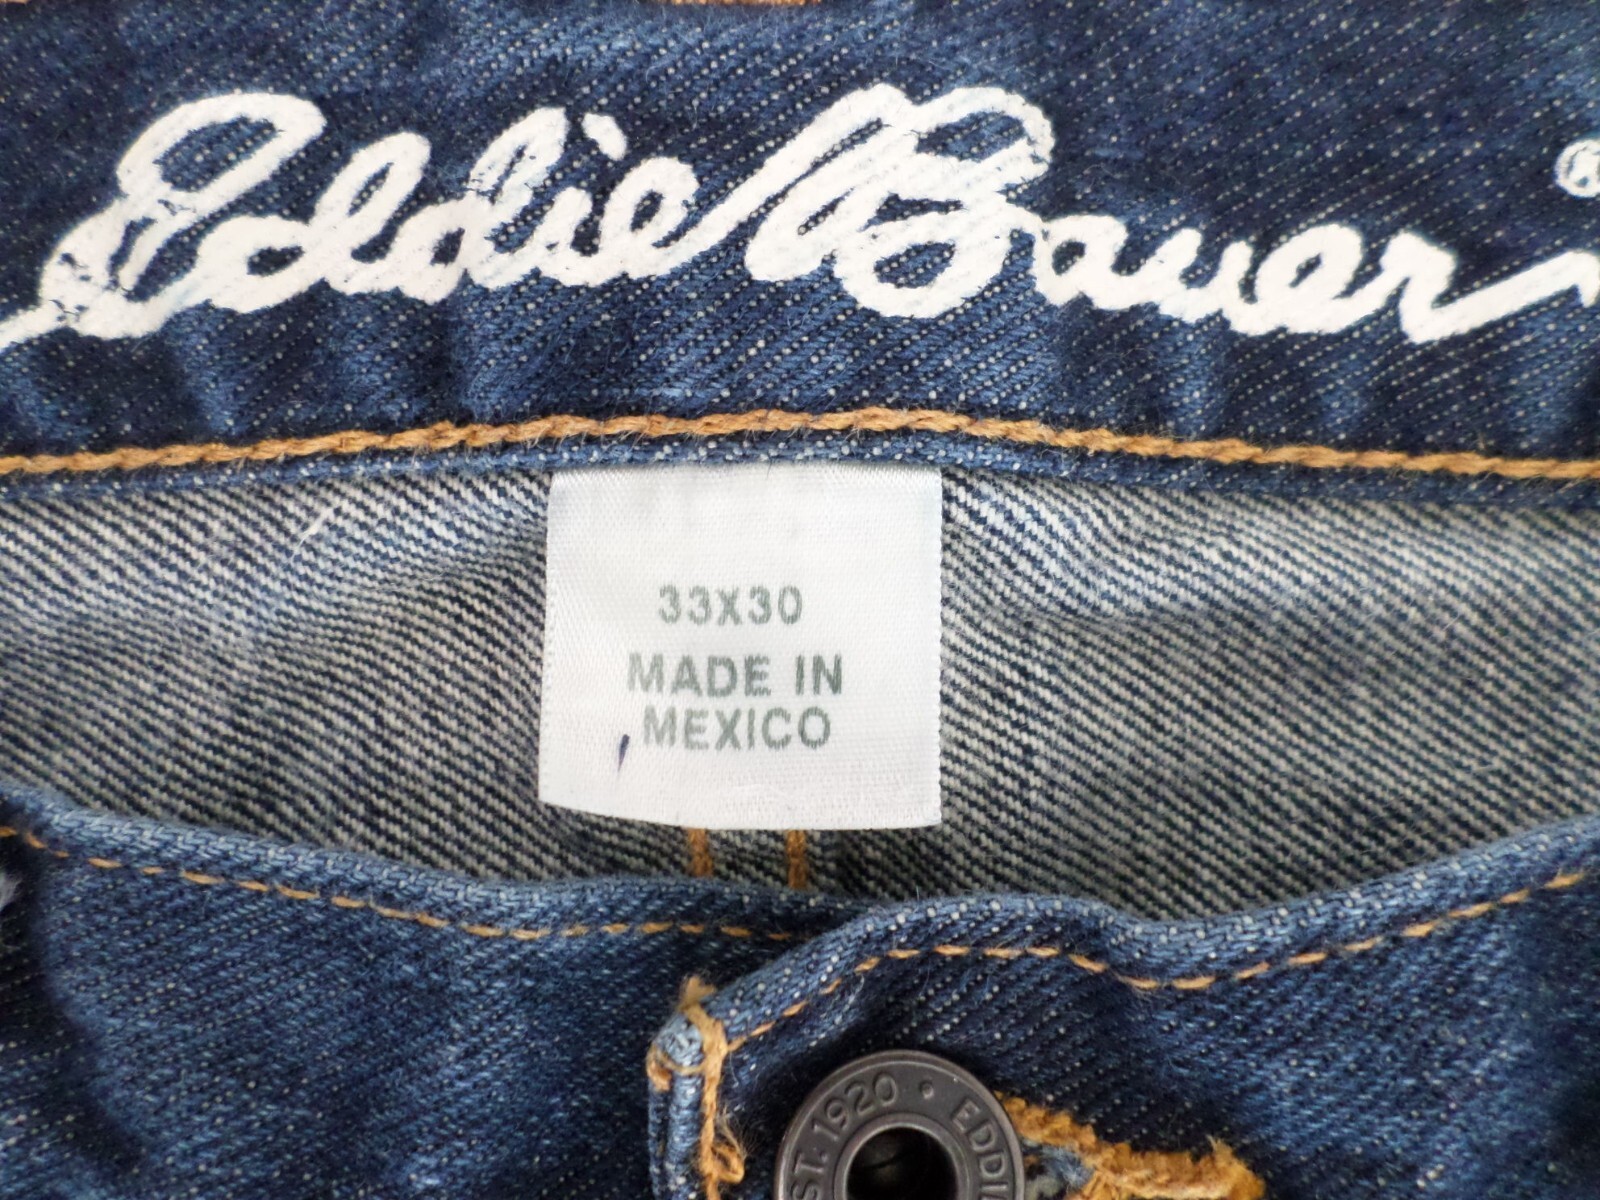 Eddie Bauer ®
33X30
MADE IN
MEXICO
EST. 1920 • EDDI